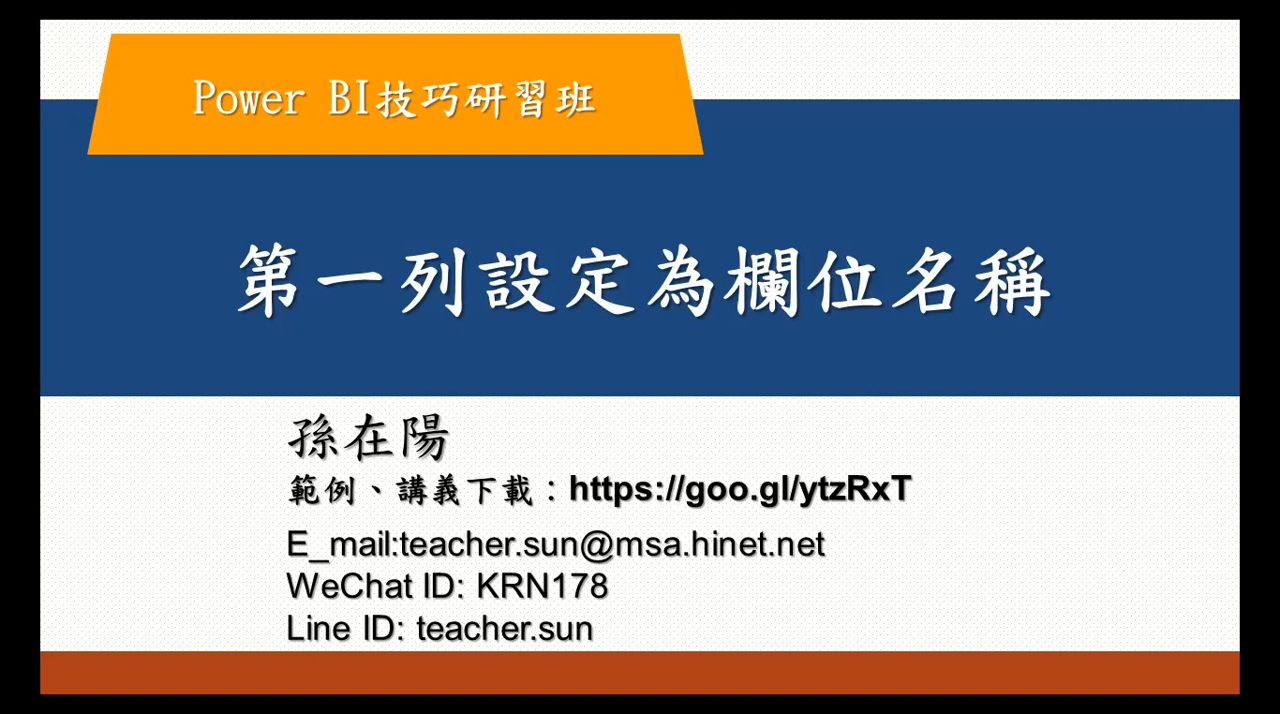 Power BI技巧研習班
第一列設定為欄位名稱
孫在陽
範例、講義下載：https://goo.gl/ytzRxT
E_mail:teacher.sun@msa.hinet.net
WeChat ID: KRN178
Line ID: teacher.sun